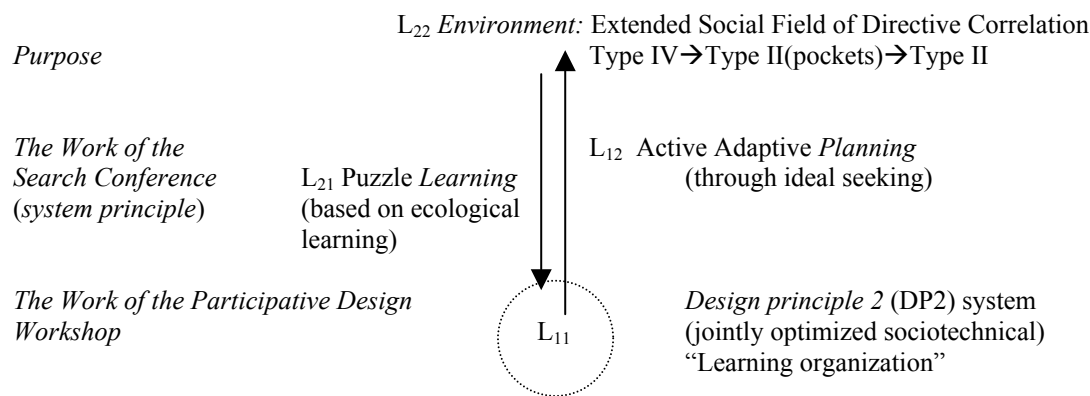 L22 Environment: Extended Social Field of Directive Correlation
Purpose Type IV→Type II(pockets)→Type II
The Work of the
Search Conference
(system principle)
L21 Puzzle Learning
(based on ecological
learning)
L12 Active Adaptive Planning
(through ideal seeking)
The Work of the Participative Design
Workshop
L11
Design principle 2 (DP2) system
(jointly optimized sociotechnical)
“Learning organization”